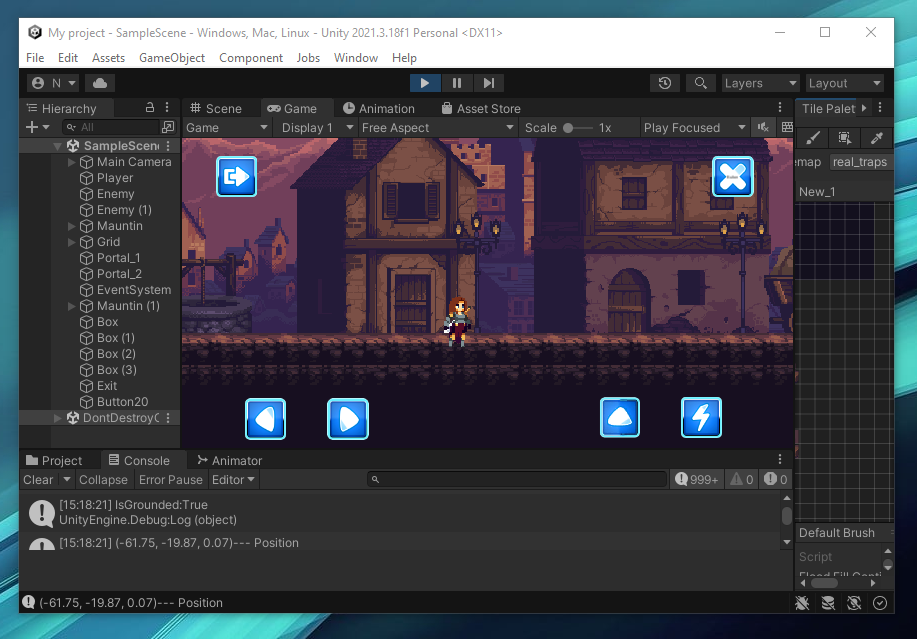 My project - SampleScene - Windows, Mac, Linux - Unity 2021.3.18f1 Personal <DX11>
File Edit Assets GameObject Component Jobs Window Help
N Layers Layout
Hierarchy Scene Game Animation Asset Store Tile Palet
All Game Display 1 Free Aspect Scale 1x Play Focused
SampleScene
Main Camera
Player
Enemy
Enemy (1)
Mauntin
Grid
Portal_1
Portal_2
EventSystem
Mauntin (1)
Box
Box (1)
Box (2)
Box (3)
Exit
Button20
DontDestroyO
emap real_traps
New_1
Project Console Animator
Clear Collapse Error Pause Editor 999+ 0 0
[15:18:21] IsGrounded:True
UnityEngine.Debug:Log (object)
[15:18:21] (-61.75, -19.87, 0.07)--- Position
Default Brush
Script
(-61.75, -19.87, 0.07)--- Position